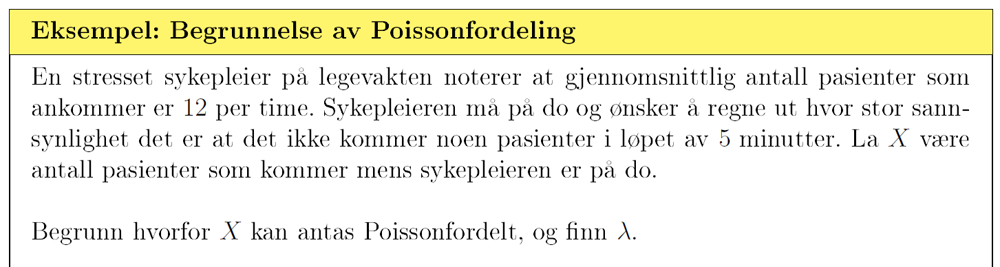 Eksempel: Begrunnelse av Poissonfordeling
En stresset sykepleier på legevakten noterer at gjennomsnittlig antall pasienter som
ankommer er 12 per time. Sykepleieren må på do og ønsker å regne ut hvor stor sann-
synlighet det er at det ikke kommer noen pasienter i løpet av 5 minutter. La X være
antall pasienter som kommer mens sykepleieren er på do.
Begrunn hvorfor X kan antas Poissonfordelt, og finn λ.